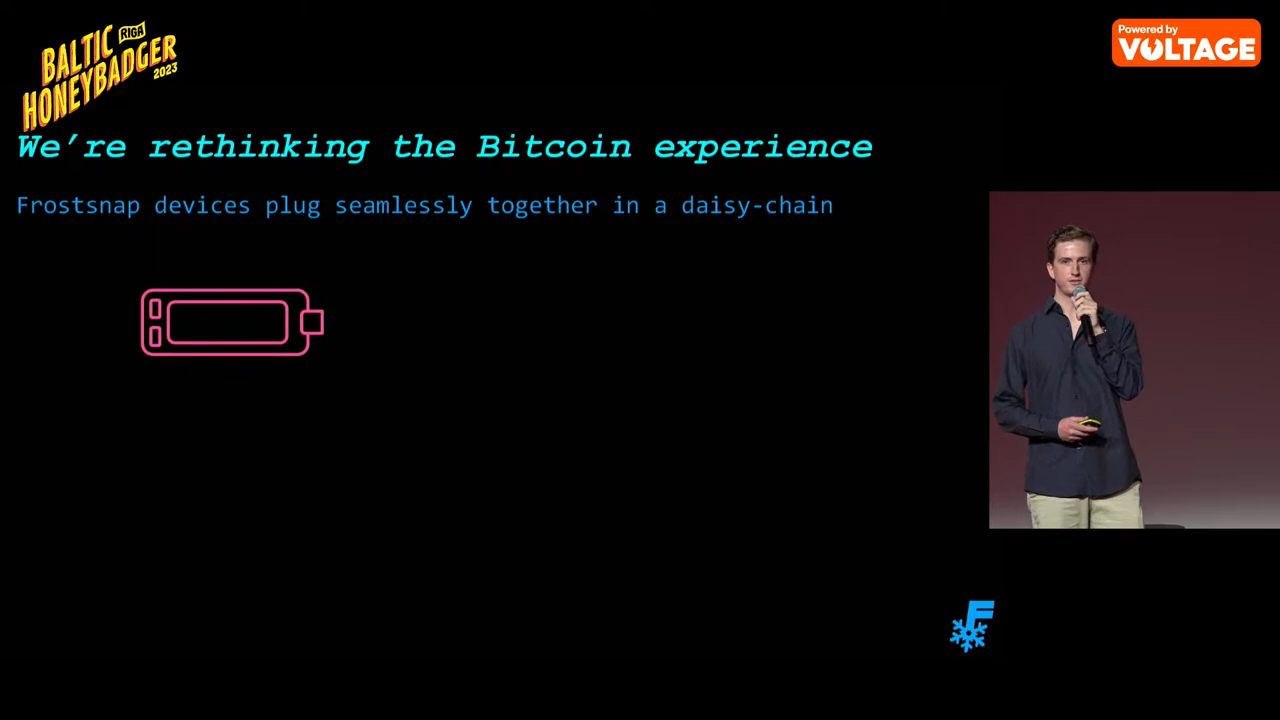 BALTIC
RIGA
HONEYBADGER
2023
Powered by
VOLTAGE
We're rethinking the Bitcoin experience
Frostsnap devices plug seamlessly together in a daisy-chain
F